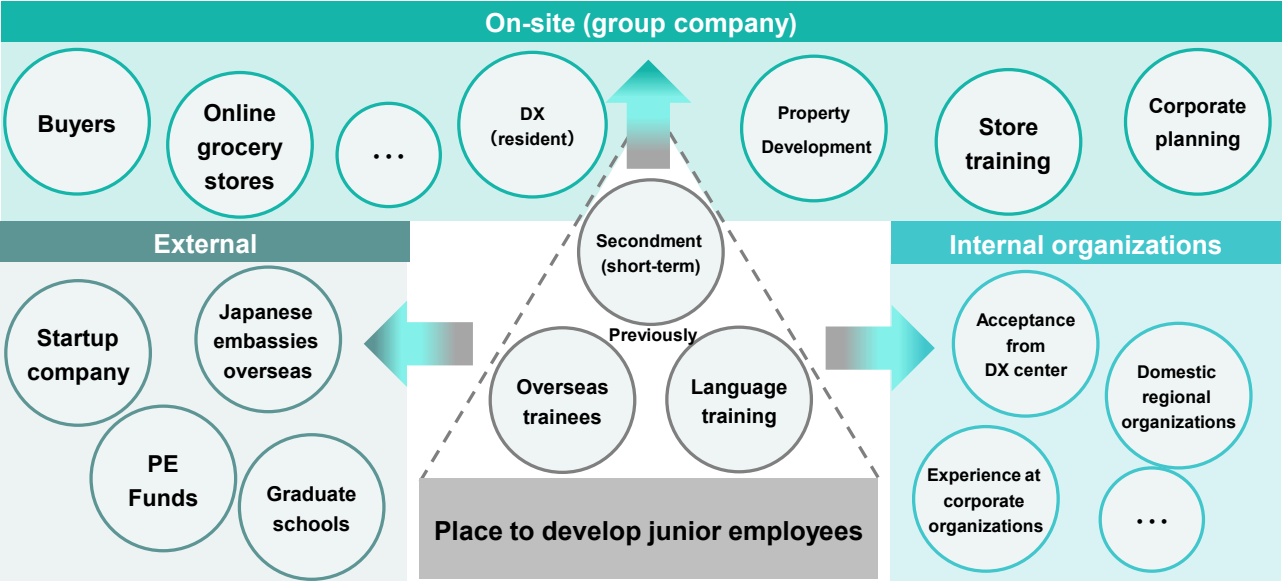 On-site (group company)
Buyers
Online
grocery
stores
...
DX
(resident)
Property
Development
Store
training
Corporate
planning
External
Startup
company
Japanese
embassies
overseas
PE
Funds
Graduate
schools
Secondment
(short-term)
Previously
Overseas
trainees
Language
training
Place to develop junior employees
Internal organizations
Acceptance
from
DX center
Domestic
regional
organizations
Experience at
corporate
organizations
...